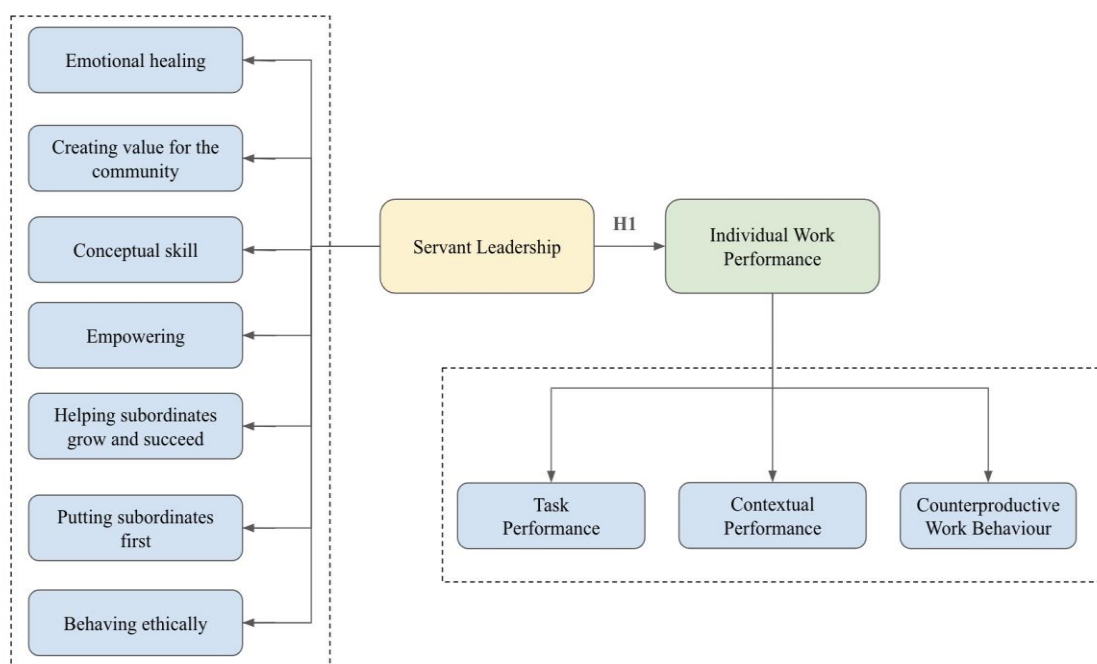 Emotional healing
Creating value for the
community
Conceptual skill
Empowering
Helping subordinates
grow and succeed
Putting subordinates
first
Behaving ethically
Servant Leadership
H1
Individual Work
Performance
Task
Performance
Contextual
Performance
Counterproductive
Work Behaviour